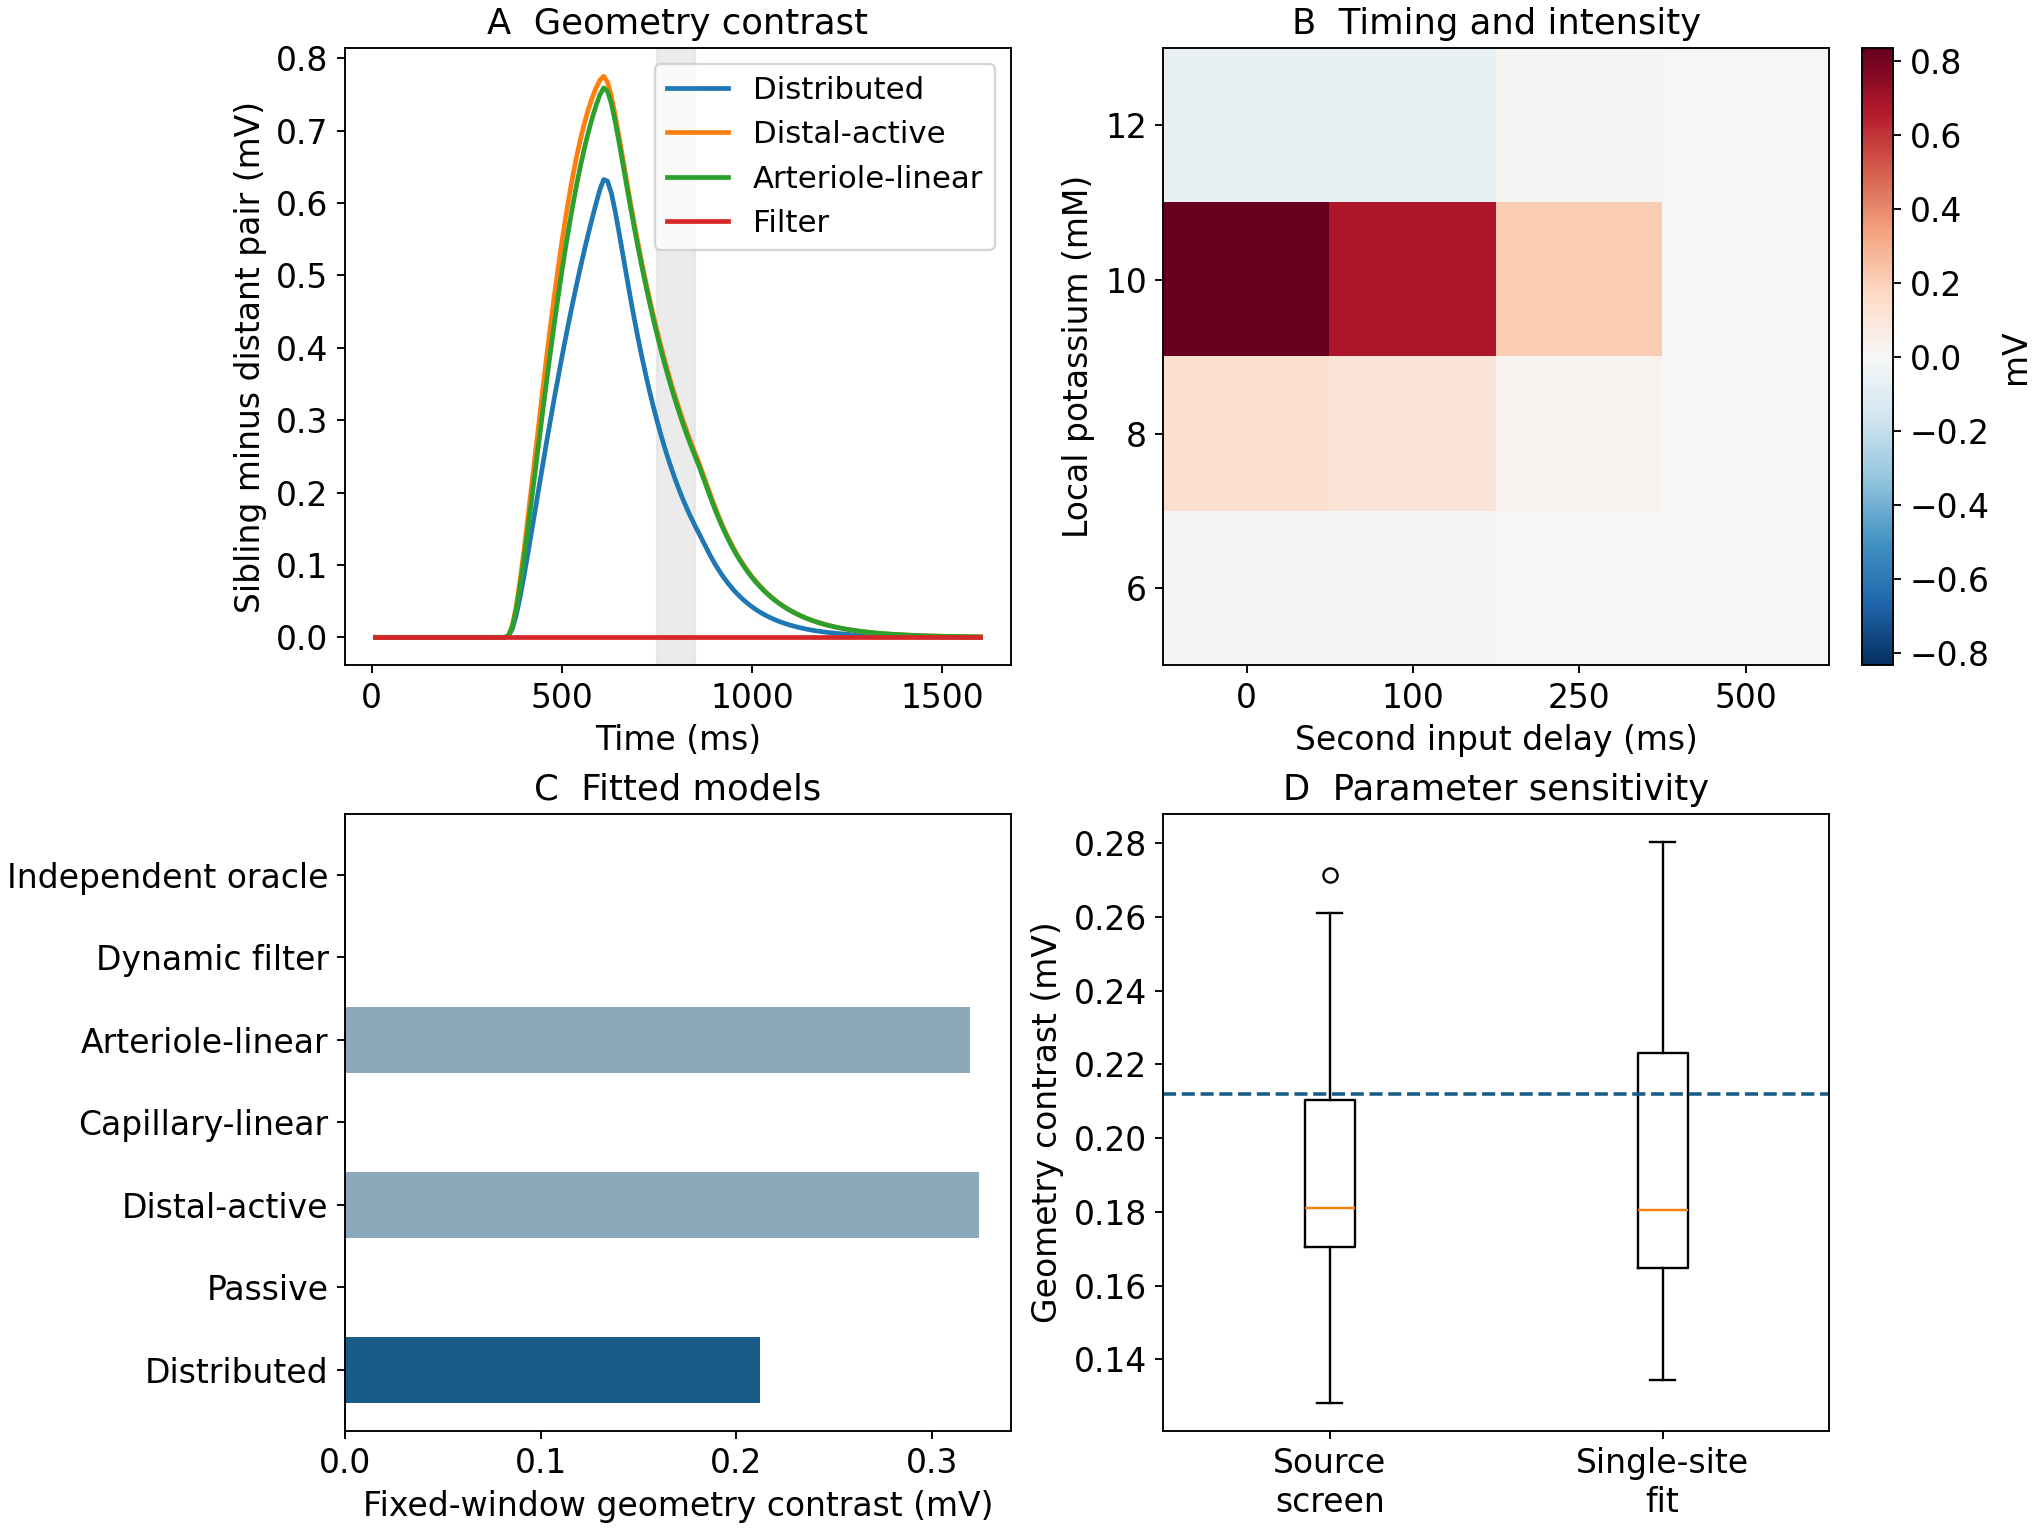 A  Geometry contrast
Sibling minus distant pair (mV)
0.8
0.7
0.6
0.5
0.4
0.3
0.2
0.1
0.0
Distributed
Distal-active
Arteriole-linear
Filter
0
500
1000
1500
Time (ms)
B  Timing and intensity
Local potassium (mM)
12
10
8
6
0
100
250
500
Second input delay (ms)
0.8
0.6
0.4
0.2
0.0
−0.2
−0.4
−0.6
−0.8
mV
C  Fitted models
Independent oracle
Dynamic filter
Arteriole-linear
Capillary-linear
Distal-active
Passive
Distributed
0.0
0.1
0.2
0.3
Fixed-window geometry contrast (mV)
D  Parameter sensitivity
Geometry contrast (mV)
0.28
0.26
0.24
0.22
0.20
0.18
0.16
0.14
Source
screen
Single-site
fit